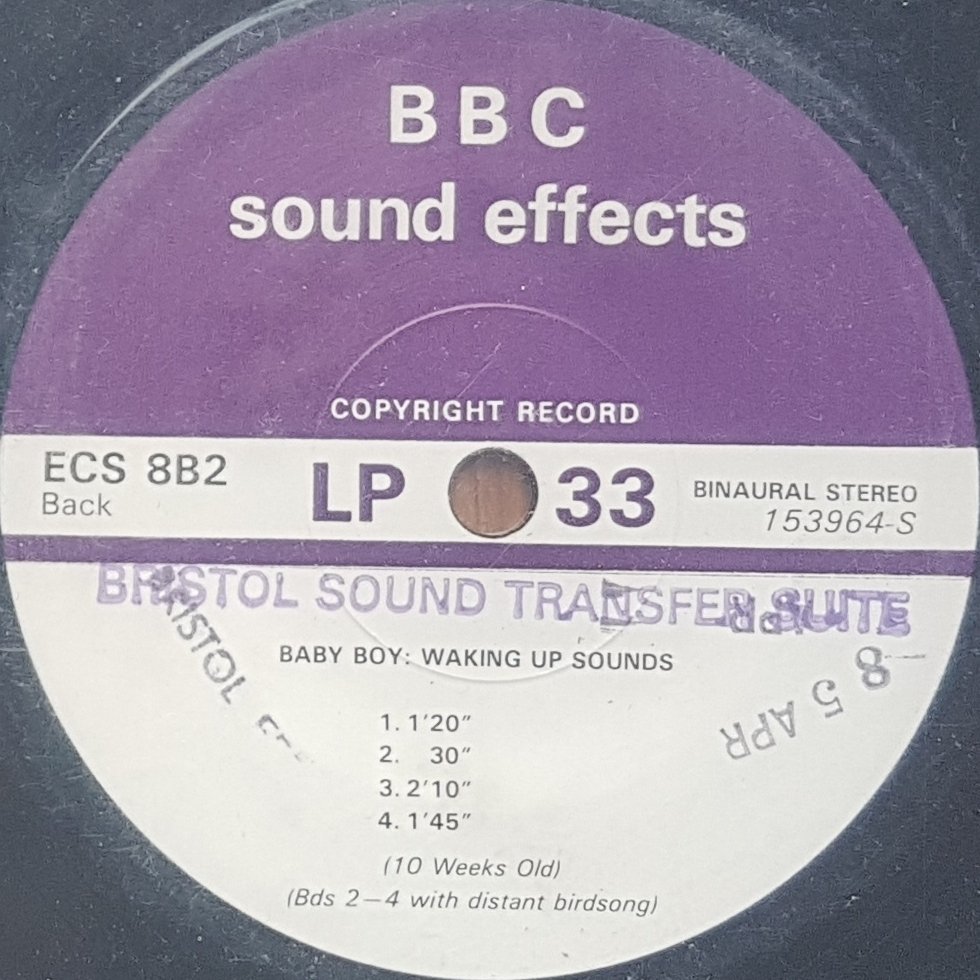 BBC
sound effects
COPYRIGHT RECORD
ECS 8B2
Back
LP 33
BINAURAL STEREO
153964-S
BRISTOL SOUND TRANSFER SUITE
BRISTOL
8 5 APR
BABY BOY: WAKING UP SOUNDS
1. 1'20"
2. 30"
3. 2'10"
4. 1'45"
(10 Weeks Old)
(Bds 2–4 with distant birdsong)